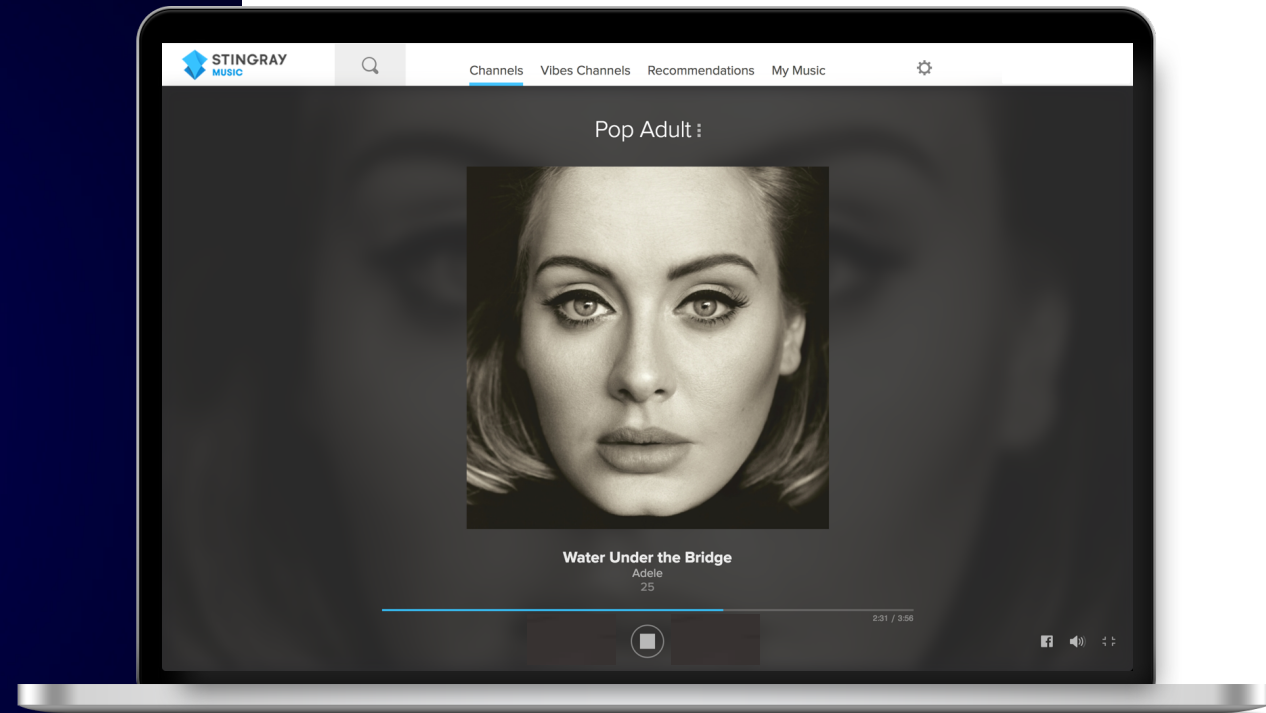 STINGRAY
MUSIC
Channels Vibes Channels Recommendations My Music
Pop Adult
Water Under the Bridge
Adele
25
2:31 / 3:56